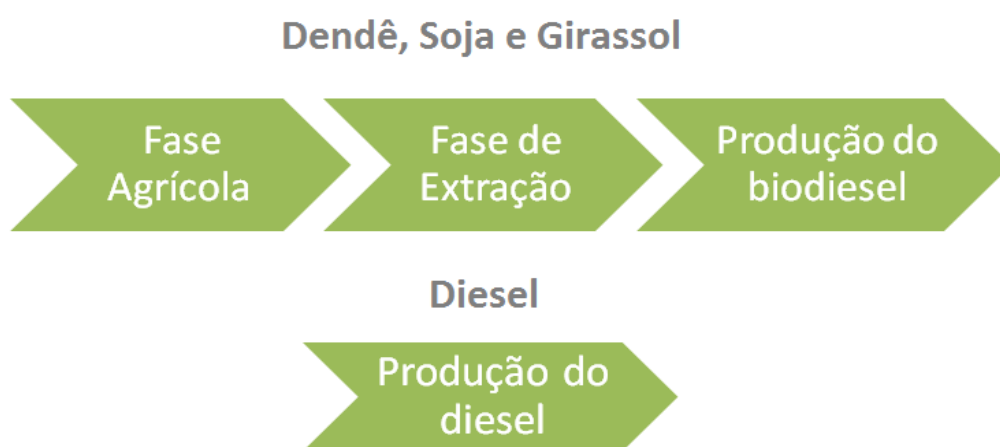 Dendê, Soja e Girassol
Fase
Agrícola
Fase de
Extração
Produção do
biodiesel
Diesel
Produção do
diesel